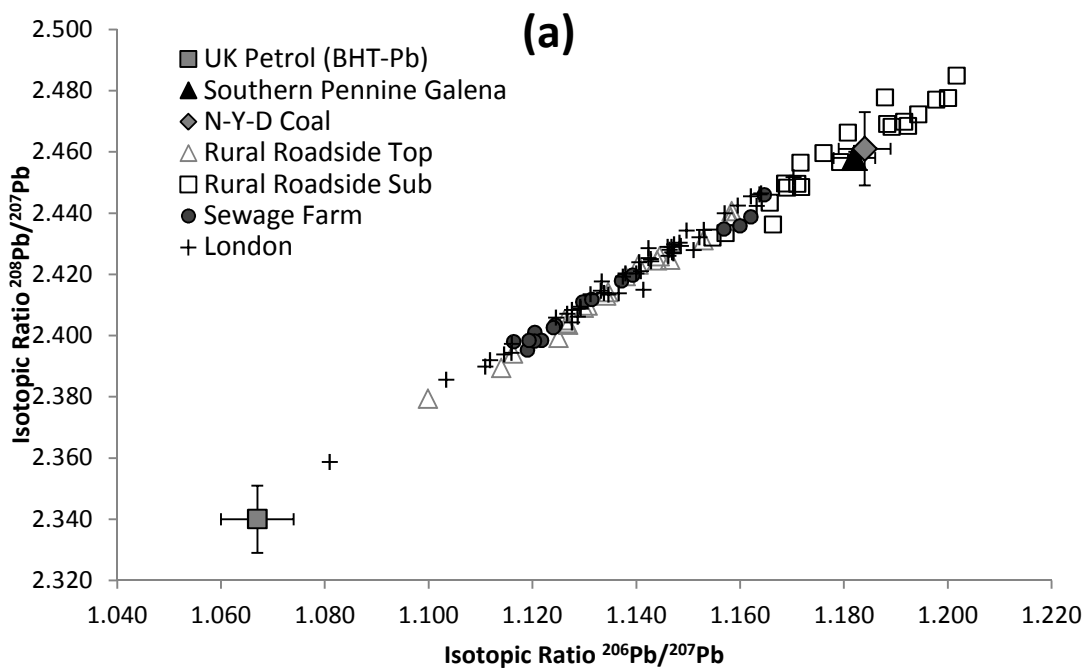 (a)
2.500
2.480
2.460
2.440
2.420
2.400
2.380
2.360
2.340
2.320
Isotopic Ratio ²⁰⁸Pb/²⁰⁷Pb
UK Petrol (BHT-Pb)
Southern Pennine Galena
N-Y-D Coal
Rural Roadside Top
Rural Roadside Sub
Sewage Farm
London
1.040 1.060 1.080 1.100 1.120 1.140 1.160 1.180 1.200 1.220
Isotopic Ratio ²⁰⁶Pb/²⁰⁷Pb